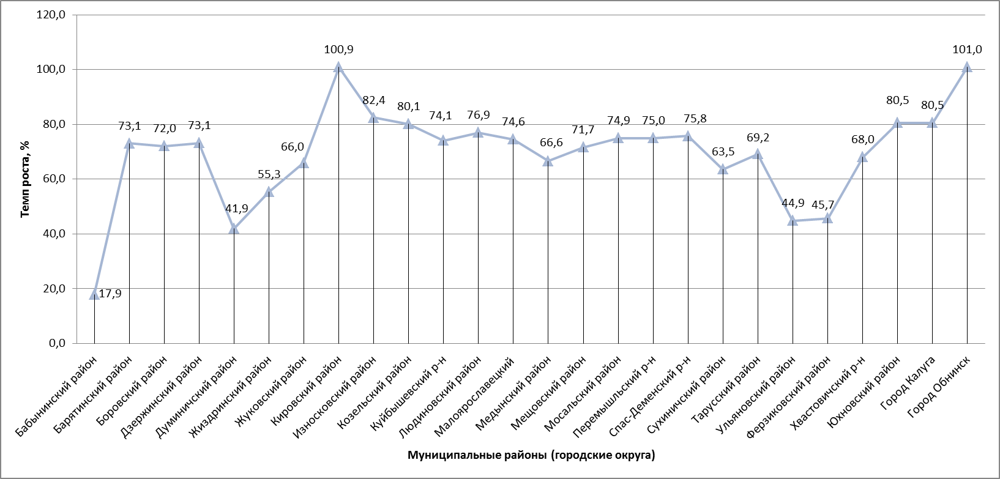 120,0
100,0
80,0
60,0
40,0
20,0
0,0
Темп роста, %
17,9
73,1
72,0
73,1
41,9
55,3
66,0
100,9
82,4
80,1
74,1
76,9
74,6
66,6
71,7
74,9
75,0
75,8
63,5
69,2
44,9
45,7
68,0
80,5
80,5
101,0
Бабынинский район
Барятинский район
Боровский район
Дзержинский район
Думиничский район
Жиздринский район
Жуковский район
Кировский район
Износковский район
Козельский район
Куйбышевский р-н
Людиновский район
Малоярославецкий
Медынский район
Мещовский район
Мосальский район
Перемышльский р-н
Спас-Деменский р-н
Сухиничский район
Тарусский район
Ульяновский район
Ферзиковский район
Хвастовичский р-н
Юхновский район
Город Калуга
Город Обнинск
Муниципальные районы (городские округа)